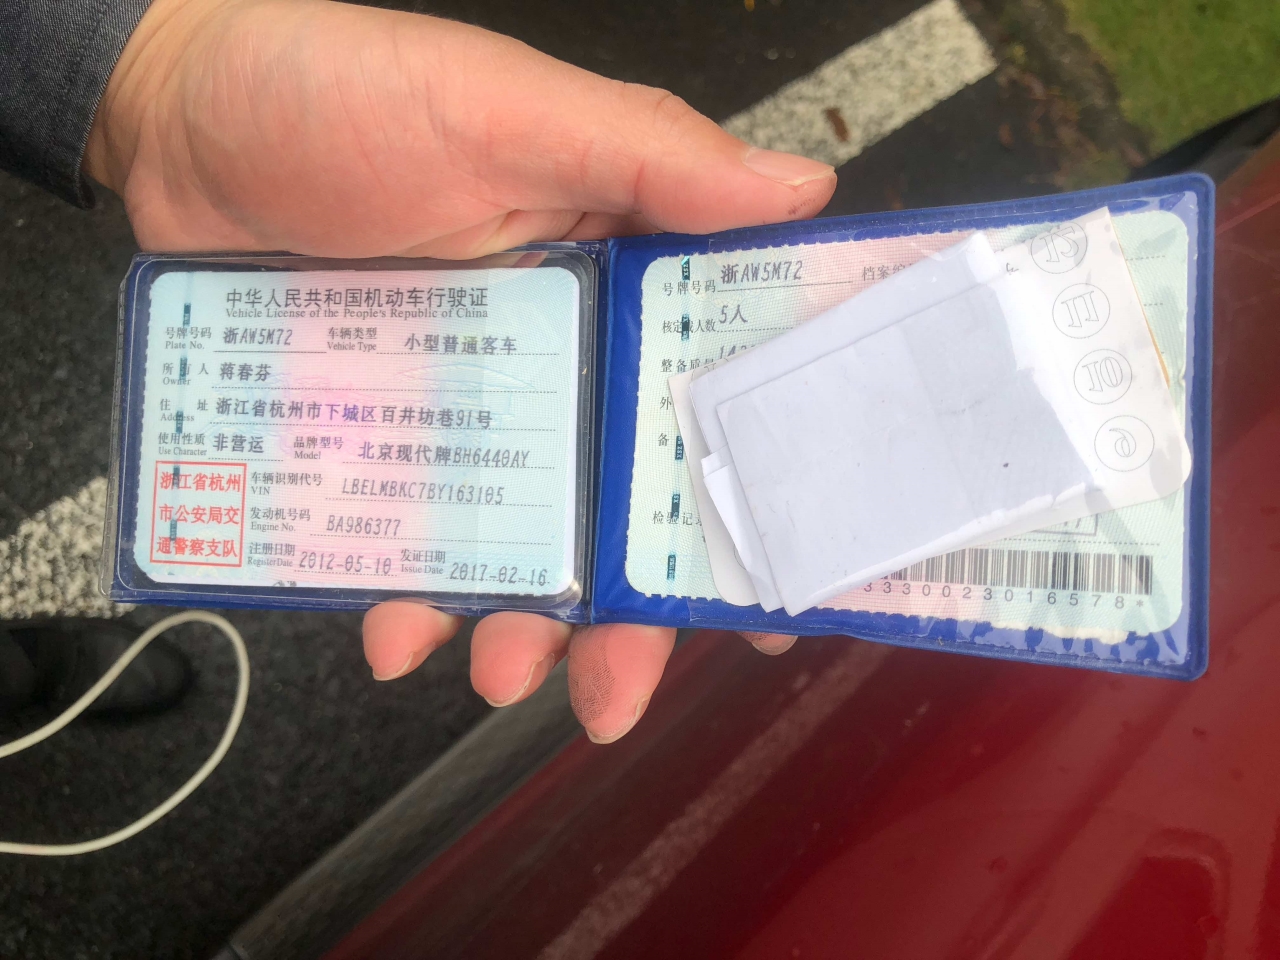 中华人民共和国机动车行驶证
Vehicle License of the People's Republic of China
号牌号码 浙AW5M72 车辆类型 小型普通客车
Plate No. Vehicle Type
所有人 蒋春芬
Owner
住址 浙江省杭州市下城区百井坊巷91号
Address
使用性质 非营运 品牌型号 北京现代牌BH6440AY
Use Character Model
浙江省杭州
市公安局交
通警察支队
车辆识别代号 LBELMBKC7BY163105
VIN
发动机号码 BA986377
Engine No.
注册日期 2012-05-10 发证日期 2017-02-16
Register Date Issue Date
号牌号码 浙AW5M72 档案编
核定载人数 5人
整备质量
外
备
检验记
3330023016578*
12
11
10
9